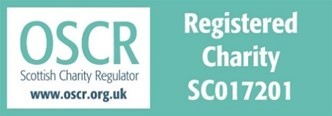 OSCR
Scottish Charity Regulator
www.oscr.org.uk
Registered
Charity
SC017201